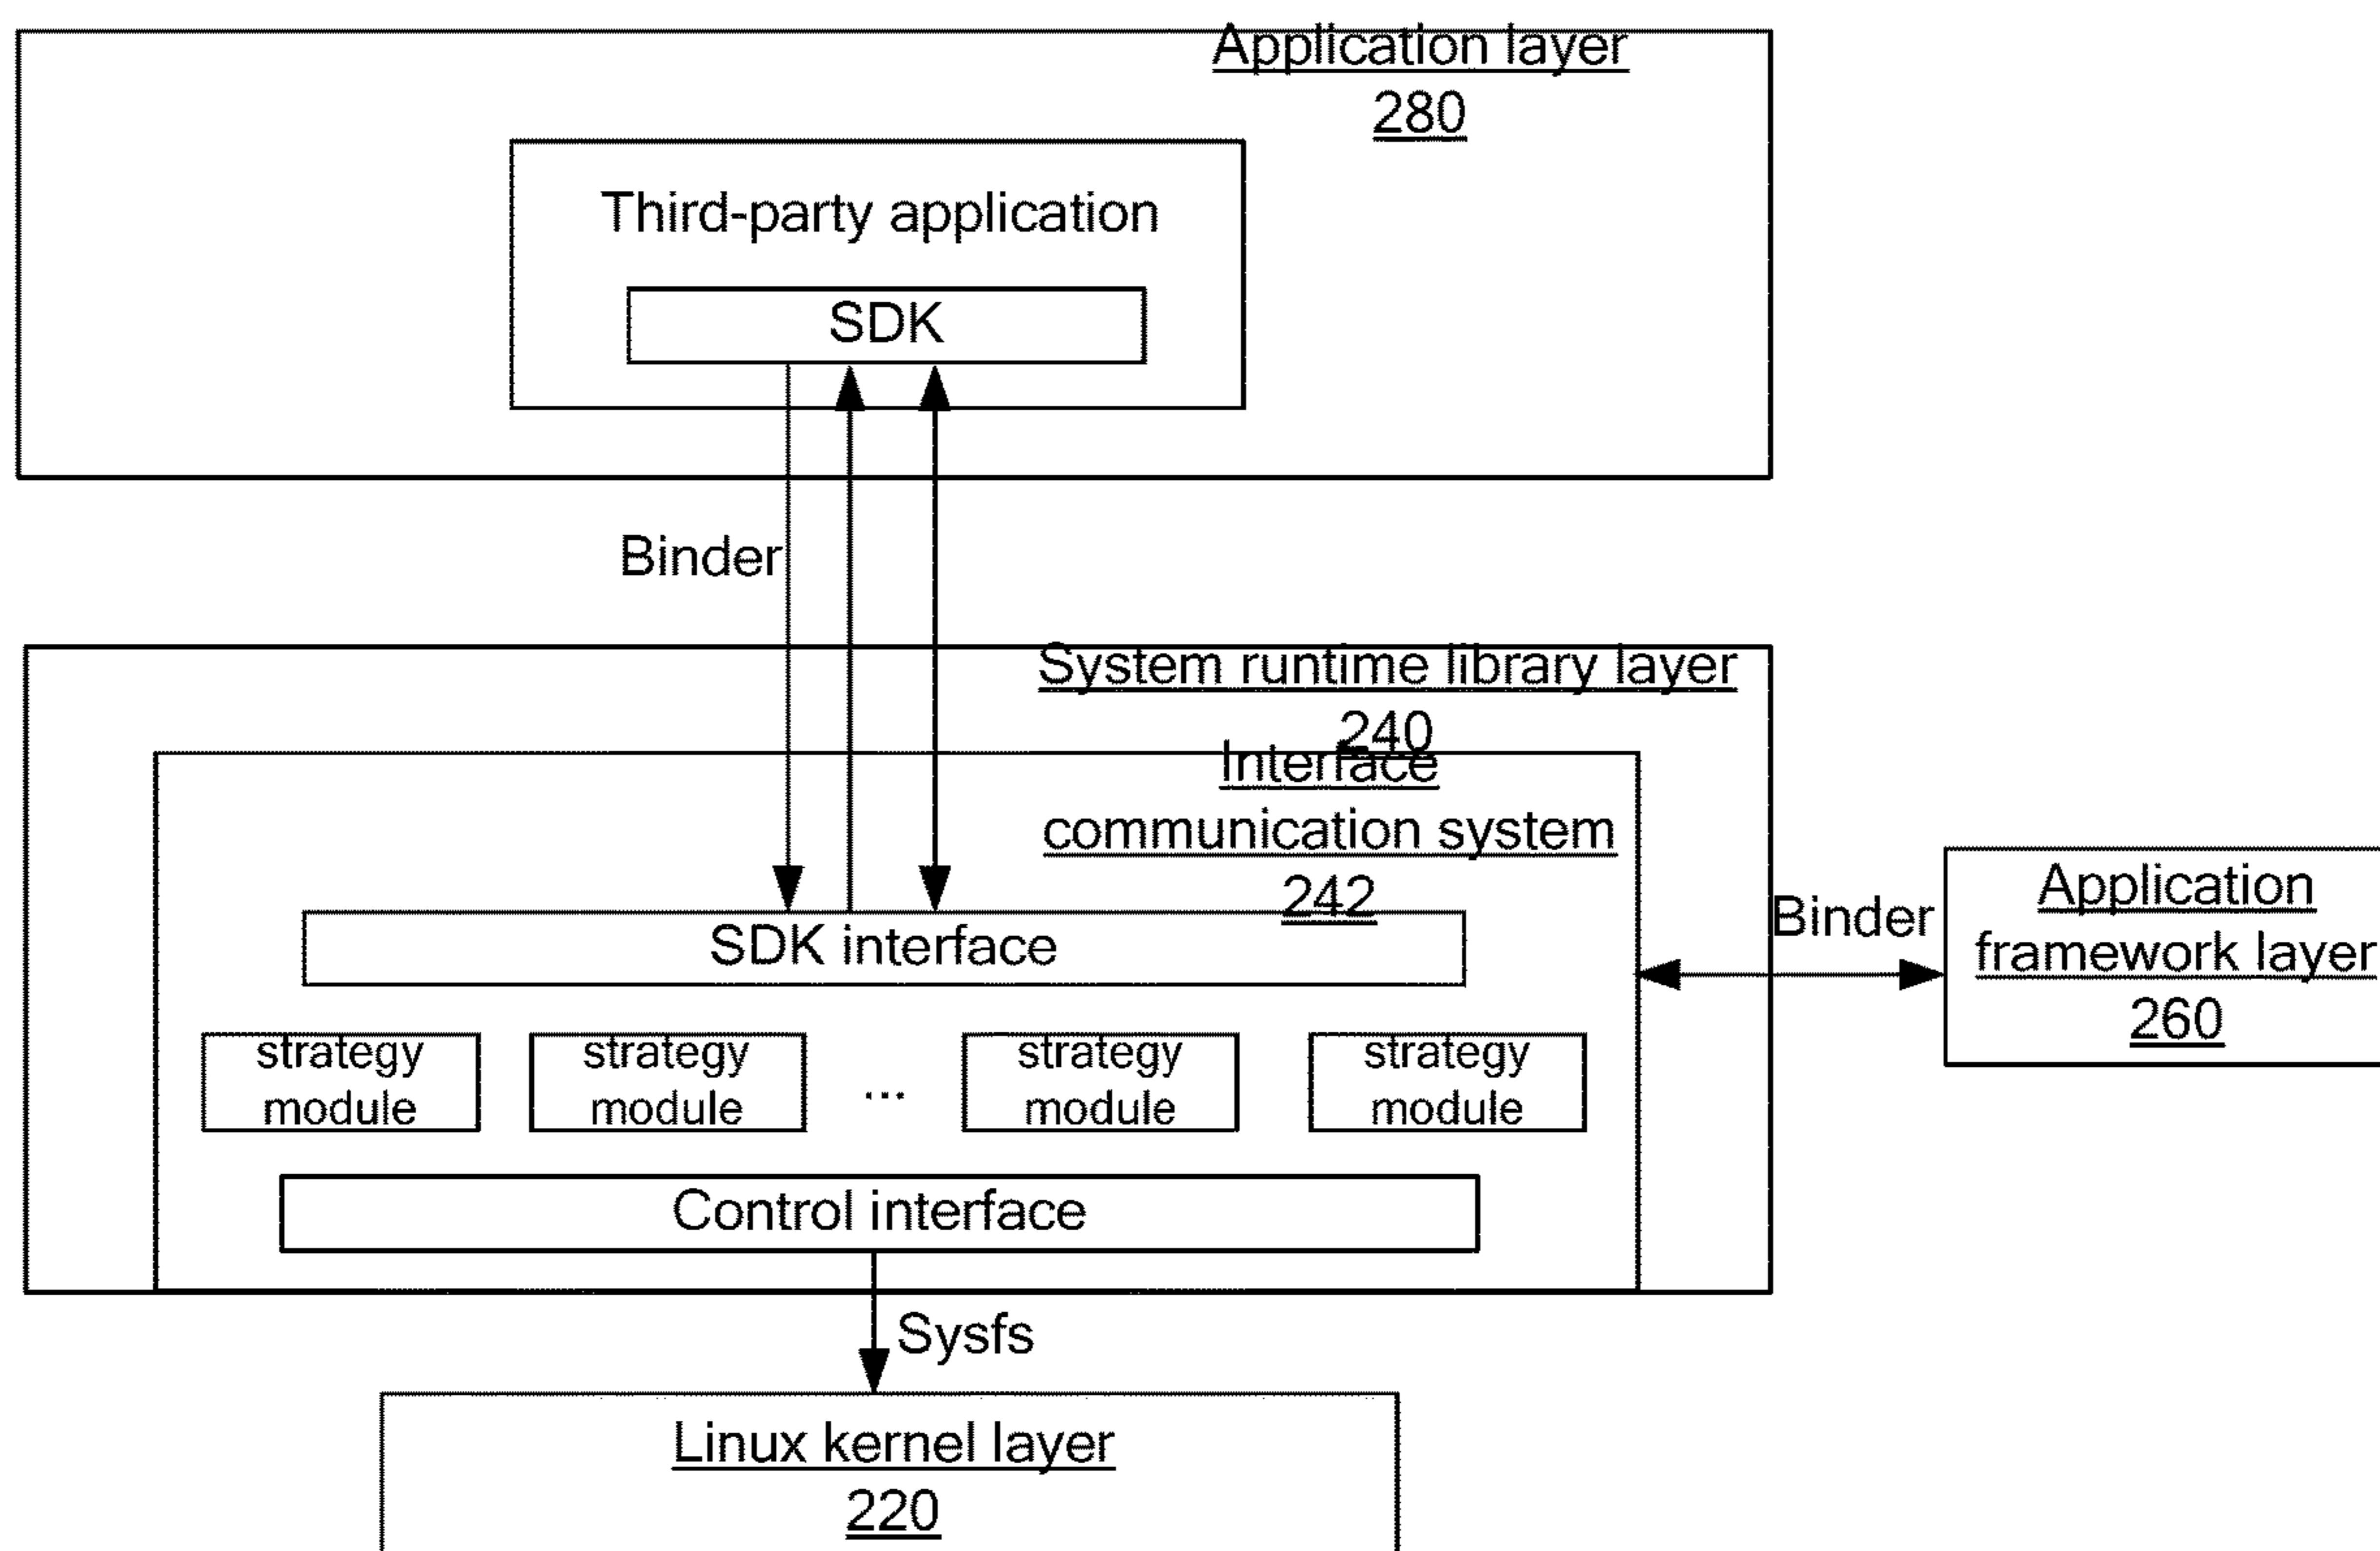 Application layer
280
Third-party application
SDK
Binder
System runtime library layer
240
Interface
communication system
242
SDK interface
Binder
Application
framework layer
260
strategy
module
strategy
module
...
strategy
module
strategy
module
Control interface
Sysfs
Linux kernel layer
220